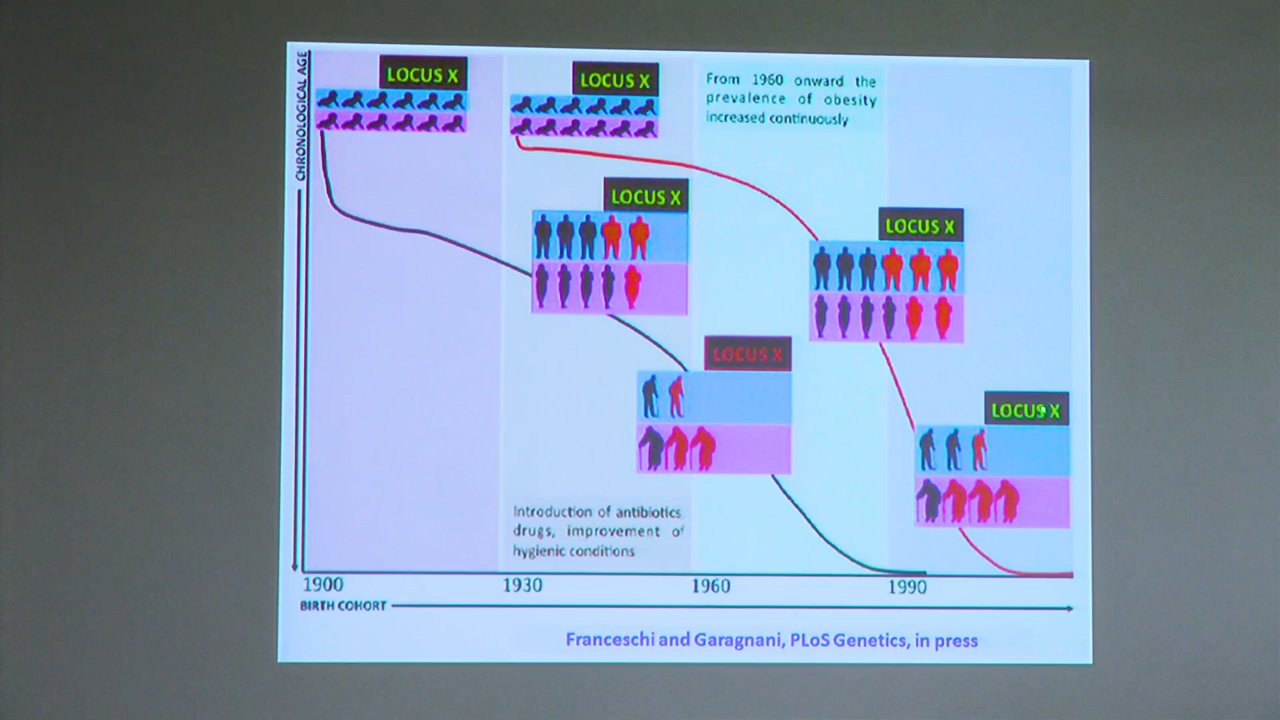 CHRONOLOGICAL AGE
LOCUS X
LOCUS X
From 1960 onward the
prevalence of obesity
increased continuously
LOCUS X
LOCUS X
LOCUS X
LOCUS X
Introduction of antibiotics
drugs, improvement of
hygienic conditions
1900 1930 1960 1990
BIRTH COHORT
Franceschi and Garagnani, PLoS Genetics, in press